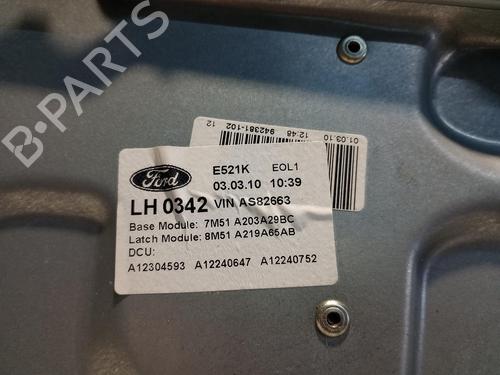 B-PARTS
01.03.10
12:48
942381-102
12
Ford
E521K EOL1
03.03.10 10:39
LH 0342 VIN AS82663
Base Module: 7M51 A203A29BC
Latch Module: 8M51 A219A65AB
DCU:
A12304593 A12240647 A12240752